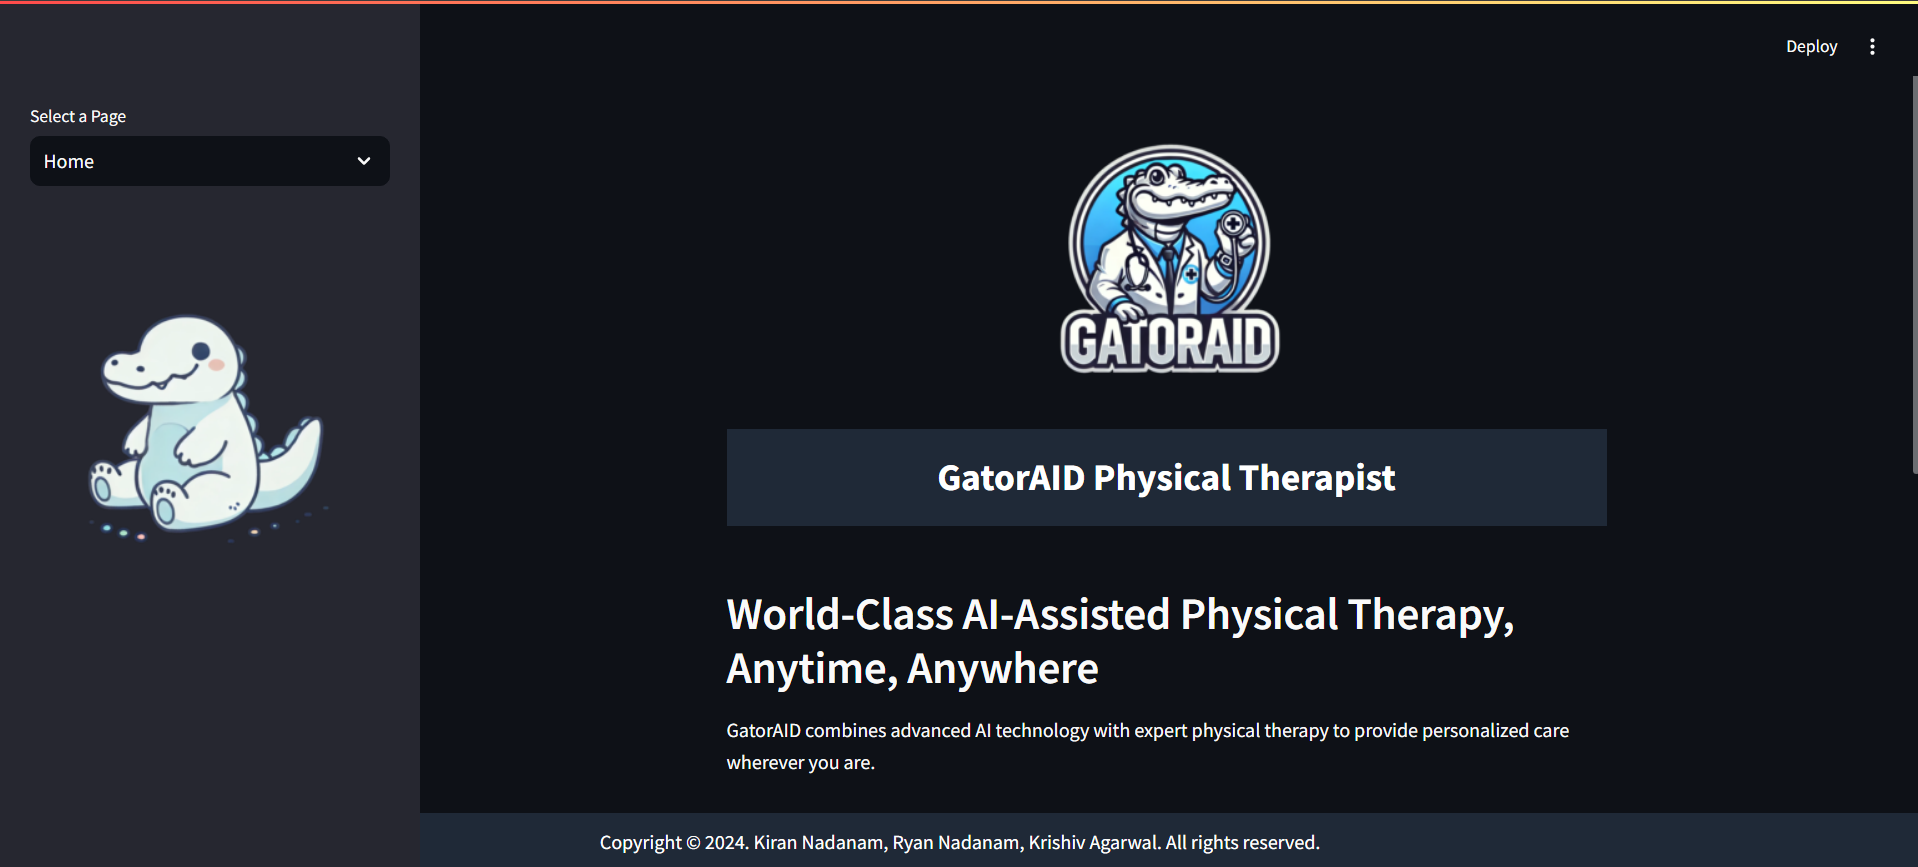 Deploy
Select a Page
Home
GATORAID
GatorAID Physical Therapist
World-Class AI-Assisted Physical Therapy,
Anytime, Anywhere
GatorAID combines advanced AI technology with expert physical therapy to provide personalized care
wherever you are.
Copyright © 2024. Kiran Nadanam, Ryan Nadanam, Krishiv Agarwal. All rights reserved.